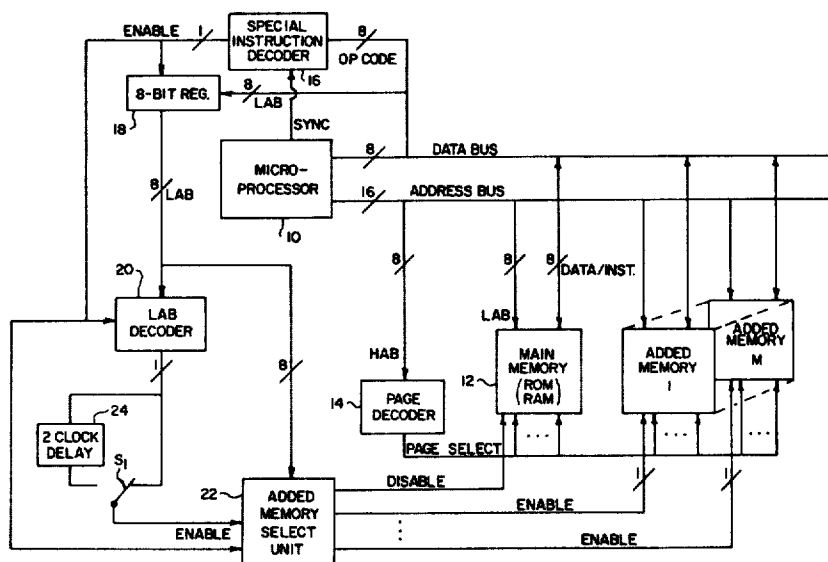 ENABLE
1
SPECIAL
INSTRUCTION
DECODER
16
8
OP CODE
8-BIT REG.
18
8
LAB
SYNC
MICRO-
PROCESSOR
10
8
DATA BUS
16
ADDRESS BUS
8
LAB
20
LAB
DECODER
1
8
8
HAB
8
LAB
8
DATA/INST.
12
MAIN
MEMORY
(ROM
RAM)
ADDED
MEMORY
1
ADDED
MEMORY
M
14
PAGE
DECODER
PAGE SELECT
...
...
...
24
2 CLOCK
DELAY
S1
22
ADDED
MEMORY
SELECT
UNIT
ENABLE
DISABLE
1
ENABLE
...
1
ENABLE